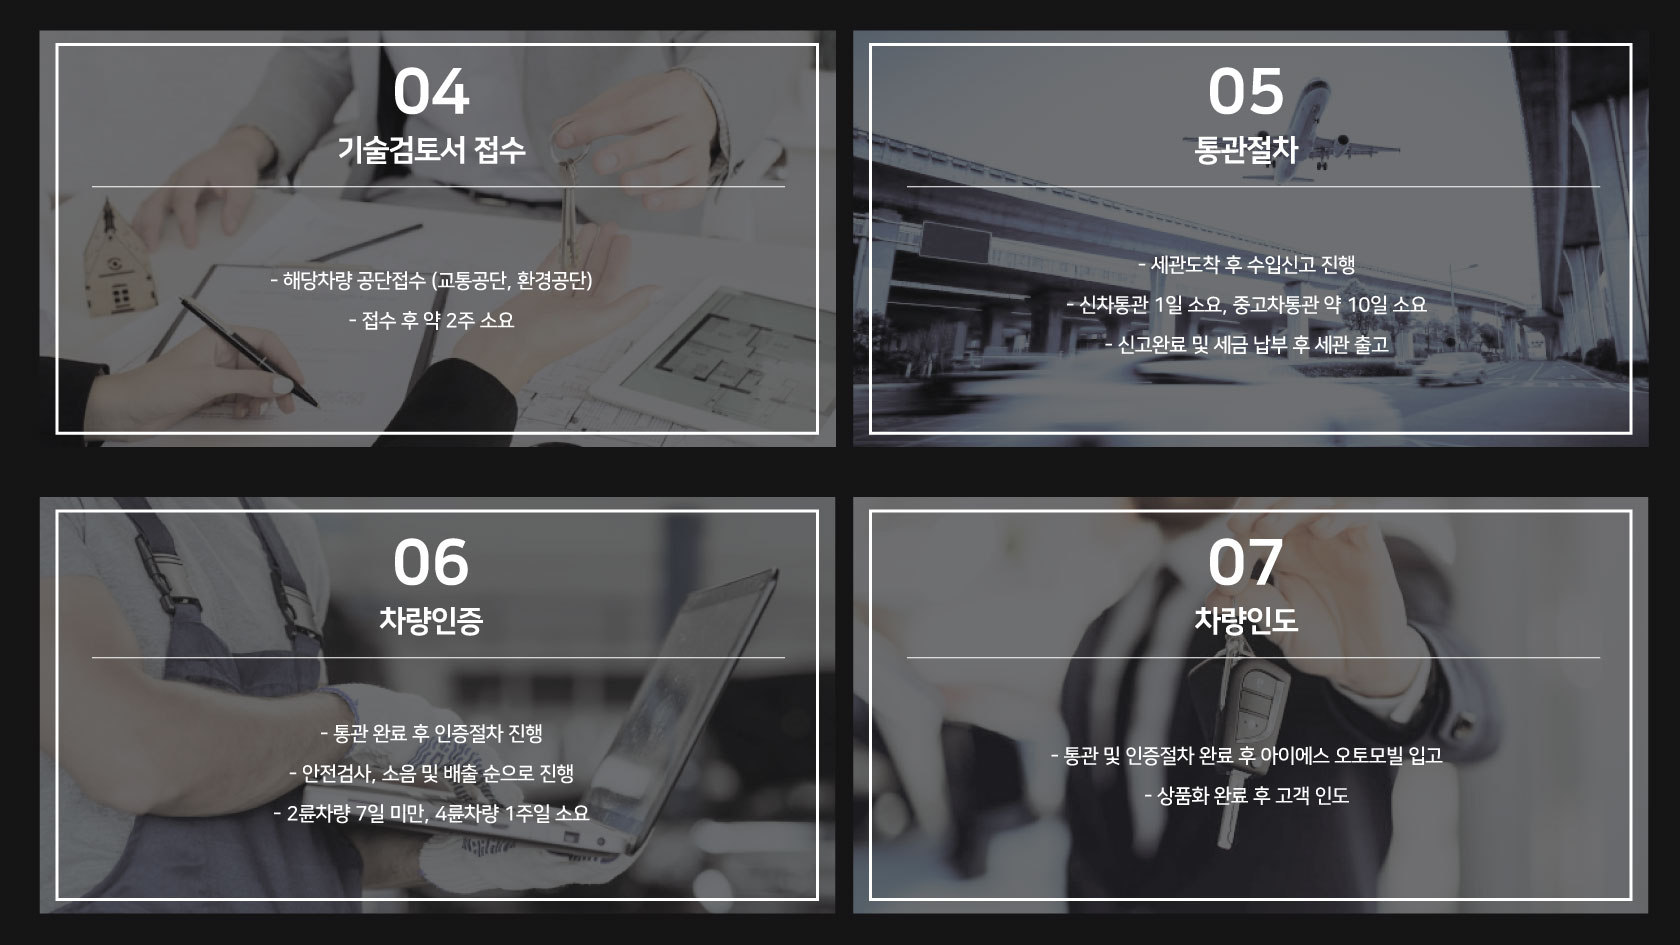 04
기술검토서 접수
- 해당차량 공단접수 (교통공단, 환경공단)
- 접수 후 약 2주 소요
05
통관절차
- 세관도착 후 수입신고 진행
- 신차통관 1일 소요, 중고차통관 약 10일 소요
- 신고완료 및 세금 납부 후 세관 출고
06
차량인증
- 통관 완료 후 인증절차 진행
- 안전검사, 소음 및 배출 순으로 진행
- 2륜차량 7일 미만, 4륜차량 1주일 소요
07
차량인도
- 통관 및 인증절차 완료 후 아이에스 오토모빌 입고
- 상품화 완료 후 고객 인도